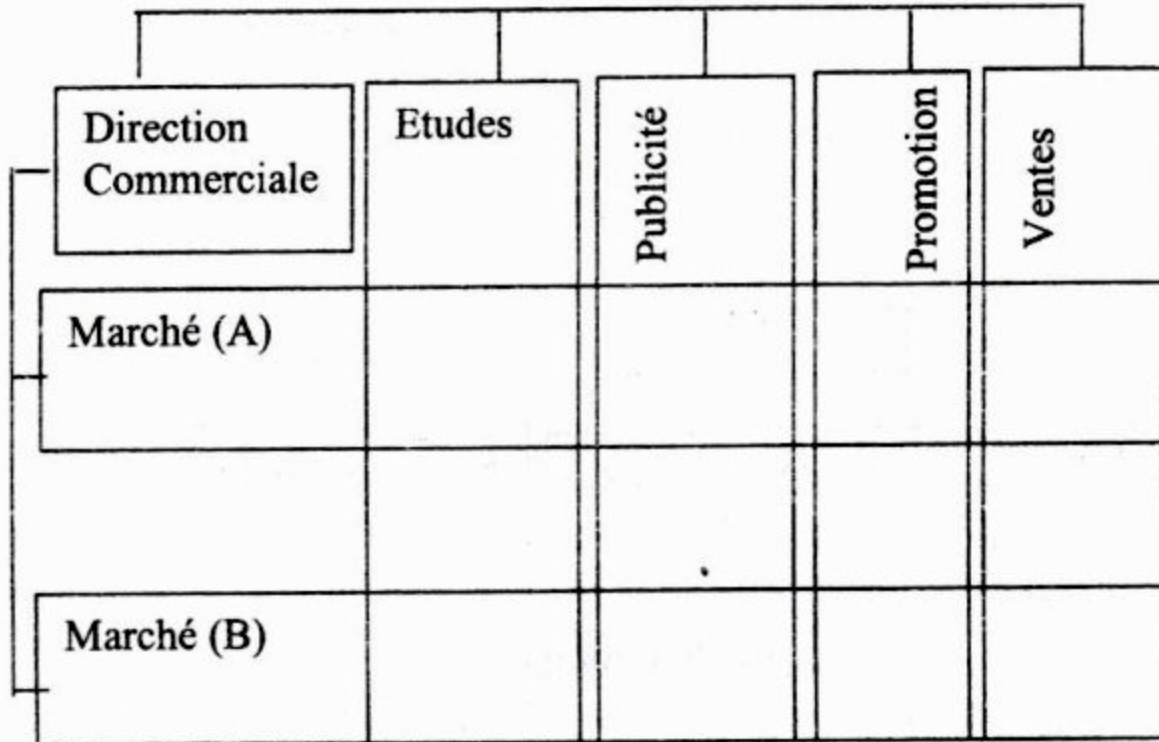 Direction
Commerciale
Etudes
Publicité
Promotion
Ventes
Marché (A)
Marché (B)